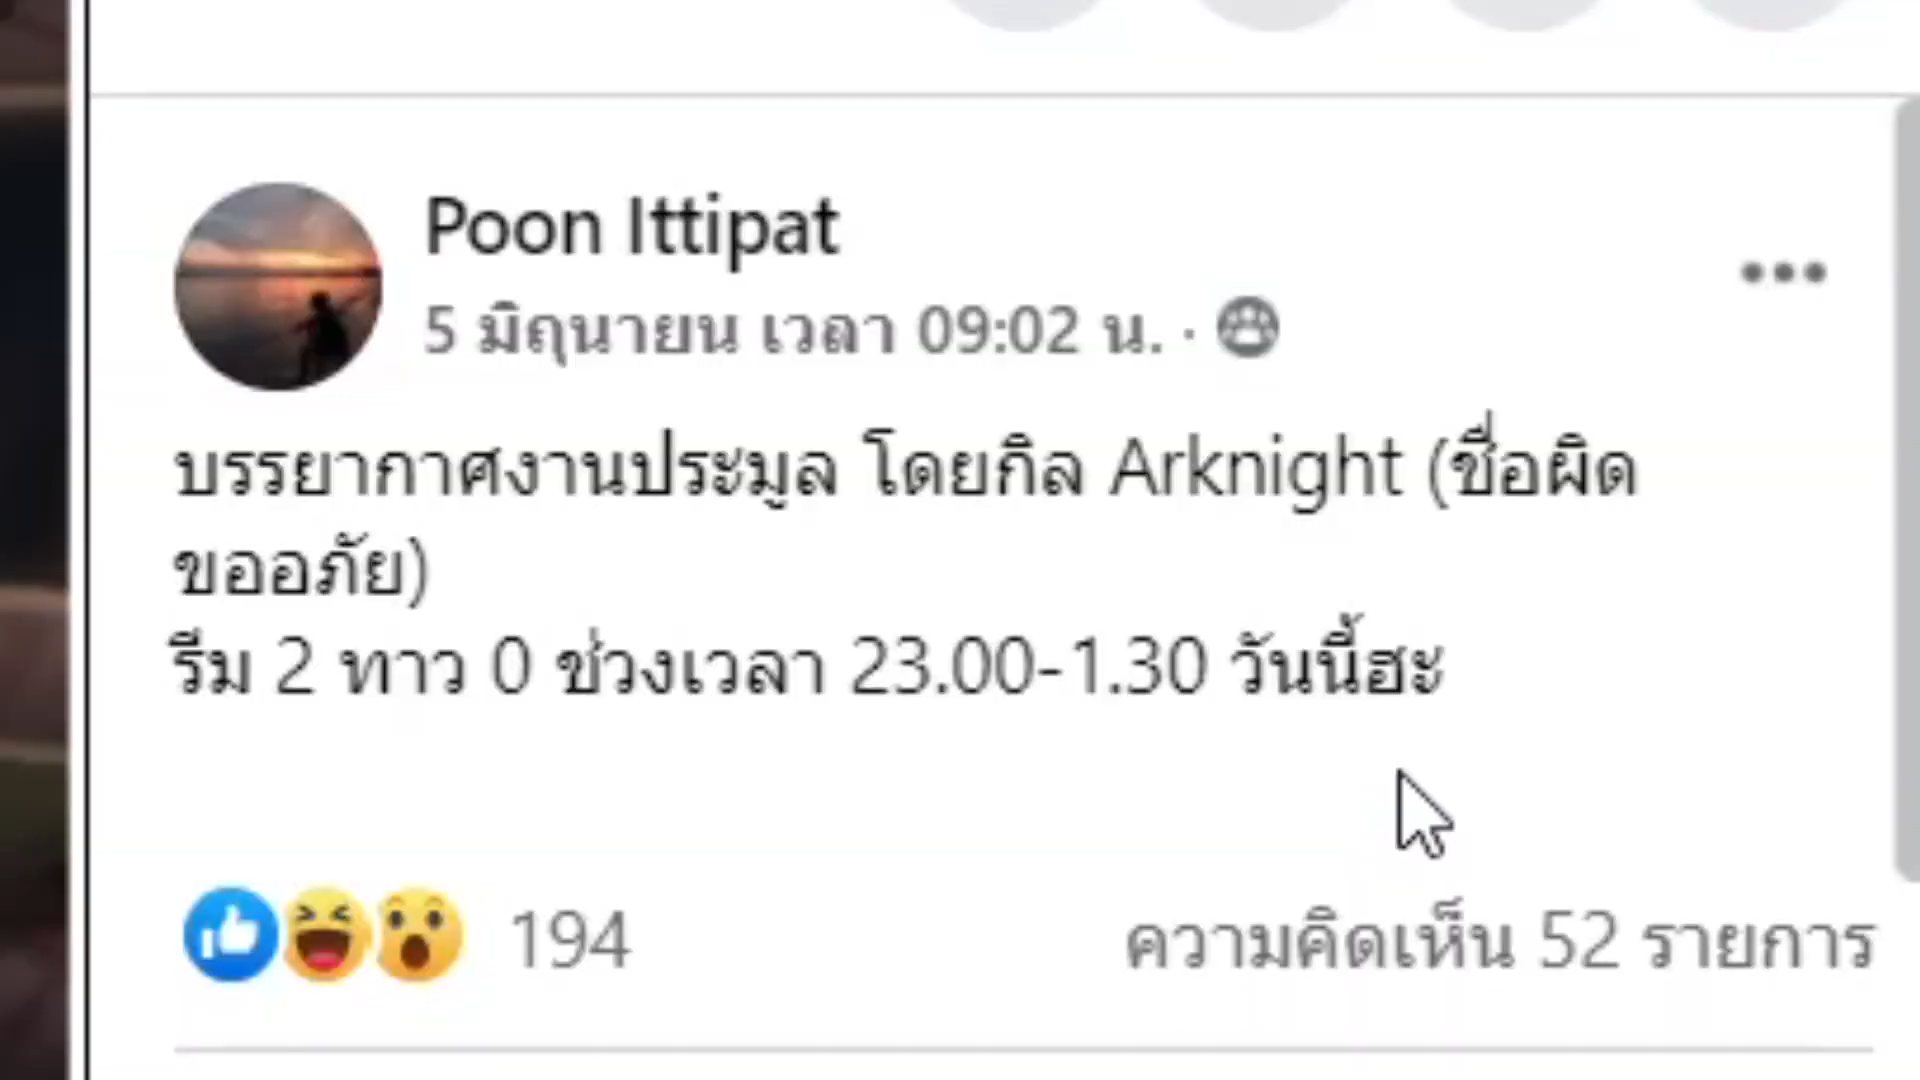 Poon Ittipat
5 มิถุนายน เวลา 09:02 น. ·
บรรยากาศงานประมูล โดยกิล Arknight (ชื่อผิด
ขออภัย)
รีม 2 ทาว 0 ช่วงเวลา 23.00-1.30 วันนี้ฮะ
194
ความคิดเห็น 52 รายการ